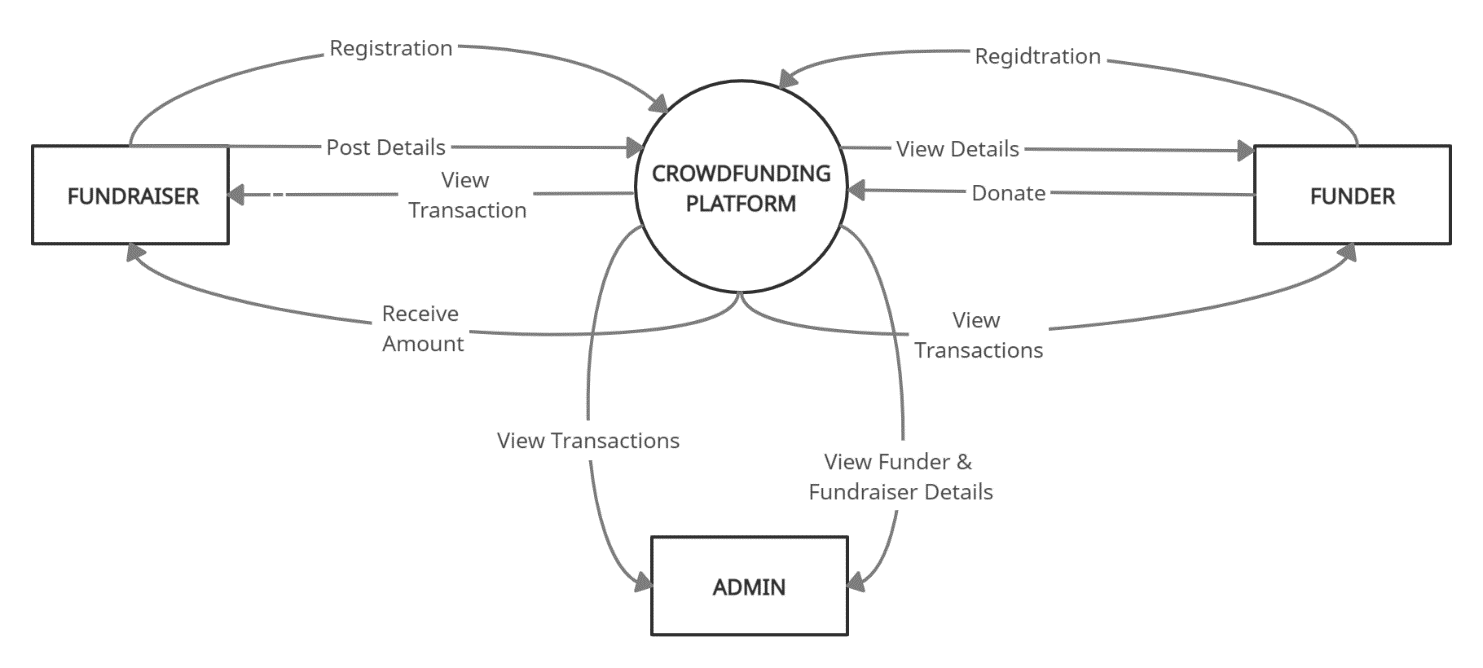 Registration
Regidtration
Post Details
View Details
CROWDFUNDING
PLATFORM
FUNDRAISER
View
Transaction
Donate
FUNDER
Receive
Amount
View
Transactions
View Transactions
View Funder &
Fundraiser Details
ADMIN